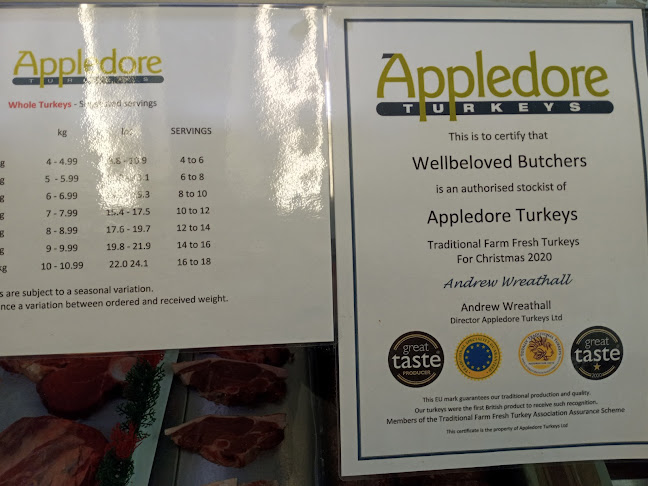 Appledore
TURKEYS
Whole Turkeys - servings
kg lbs SERVINGS
4 - 4.99 10.9 4 to 6
5 - 5.99 6 to 8
6 - 6.99 8 to 10
7 - 7.99 15.4 - 17.5 10 to 12
8 - 8.99 17.6 - 19.7 12 to 14
9 - 9.99 19.8 - 21.9 14 to 16
10 - 10.99 22.0 24.1 16 to 18
s are subject to a seasonal variation.
nce a variation between ordered and received weight.
Appledore
TURKEYS
This is to certify that
Wellbeloved Butchers
is an authorised stockist of
Appledore Turkeys
Traditional Farm Fresh Turkeys
For Christmas 2020
Andrew Wreathall
Andrew Wreathall
Director Appledore Turkeys Ltd
great
taste
PRODUCER
great
taste
2020
This EU mark guarantees our traditional production and quality.
Our turkeys were the first British product to receive such recognition.
Members of the Traditional Farm Fresh Turkey Association Assurance Scheme
This certificate is the property of Appledore Turkeys Ltd